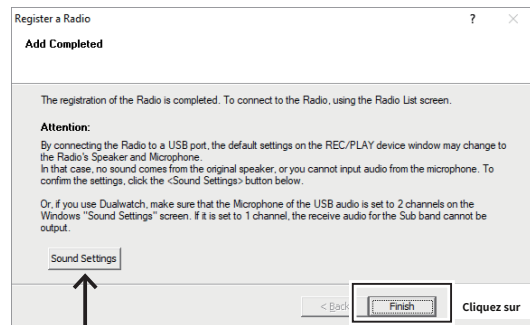 Register a Radio ?
Add Completed
The registration of the Radio is completed. To connect to the Radio, using the Radio List screen.
Attention:
By connecting the Radio to a USB port, the default settings on the REC/PLAY device window may change to
the Radio's Speaker and Microphone.
In that case, no sound comes from the original speaker, or you cannot input audio from the microphone. To
confirm the settings, click the <Sound Settings> button below.
Or, if you use Dualwatch, make sure that the Microphone of the USB audio is set to 2 channels on the
Windows "Sound Settings" screen. If it is set to 1 channel, the receive audio for the Sub band cannot be
output.
Sound Settings
< Back Finish Cliquez sur